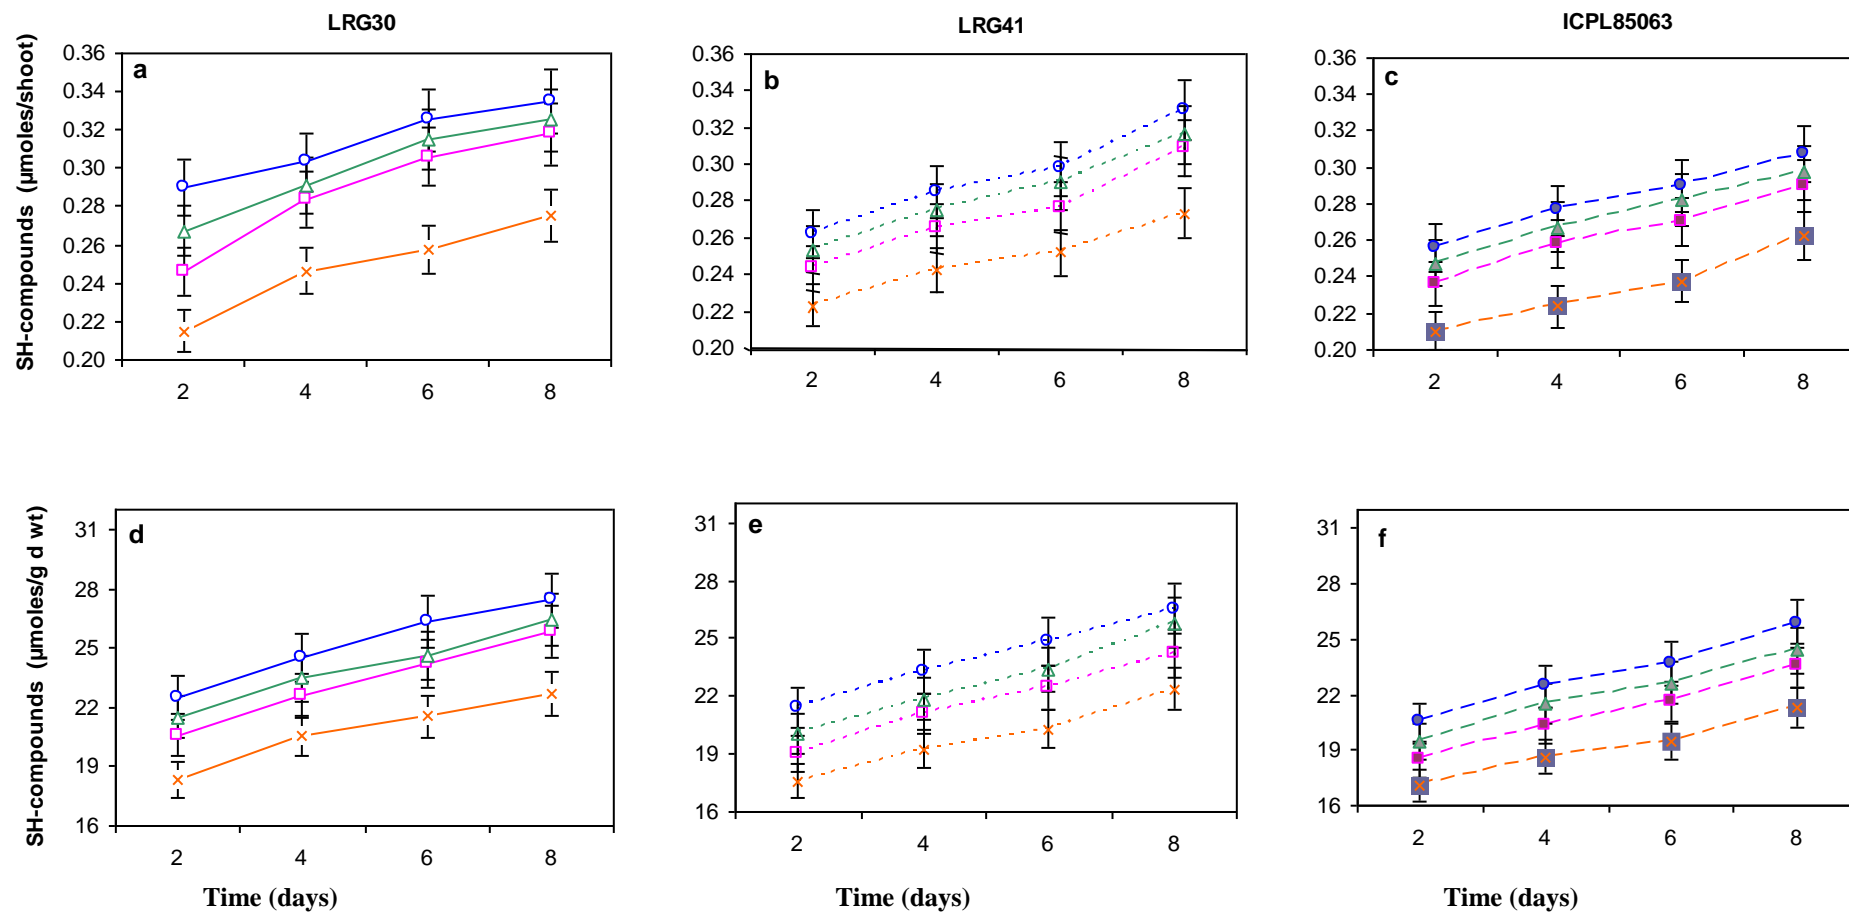 LRG30
LRG41
ICPL85063
SH-compounds (µmoles/shoot)
a
0.36
0.34
0.32
0.30
0.28
0.26
0.24
0.22
0.20
2 4 6 8
b
0.36
0.34
0.32
0.30
0.28
0.26
0.24
0.22
0.20
2 4 6 8
c
0.36
0.34
0.32
0.30
0.28
0.26
0.24
0.22
0.20
2 4 6 8
SH-compounds (µmoles/g d wt)
d
31
28
25
22
19
16
2 4 6 8
Time (days)
e
31
28
25
22
19
16
2 4 6 8
Time (days)
f
31
28
25
22
19
16
2 4 6 8
Time (days)